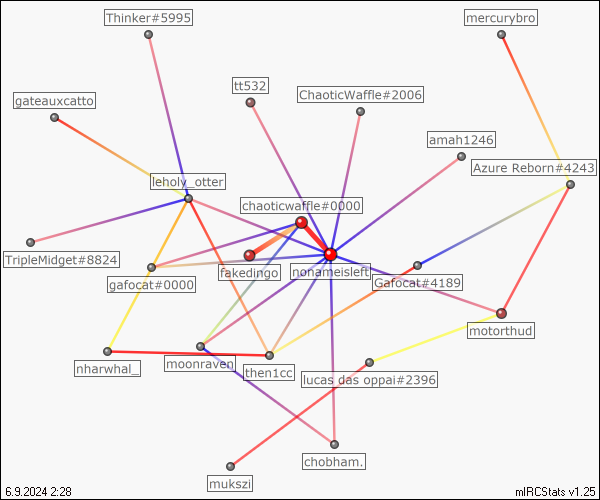 Thinker#5995
mercurybro
tt532
ChaoticWaffle#2006
gateauxcatto
amah1246
Azure Reborn#4243
leholy_otter
chaoticwaffle#0000
TripleMidget#8824
fakedingo
nonameisleft
gafocat#0000
Gafocat#4189
motorthud
nharwhal_
moonraven
then1cc
lucas das oppai#2396
chobham.
mukszi
6.9.2024 2:28
mIRCStats v1.25